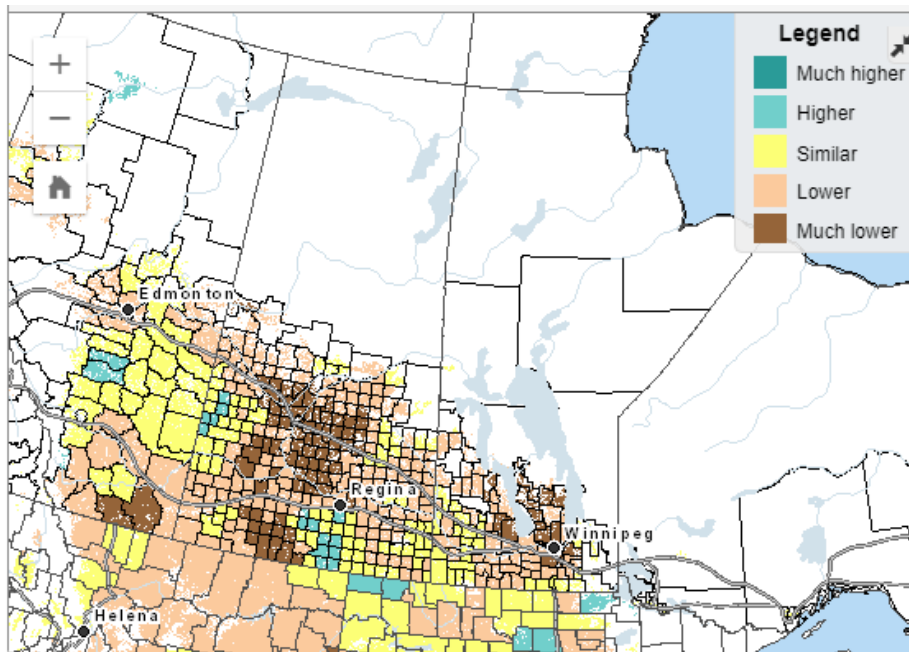 Legend
Much higher
Higher
Similar
Lower
Much lower
+
−
Edmonton
Regina
Winnipeg
Helena